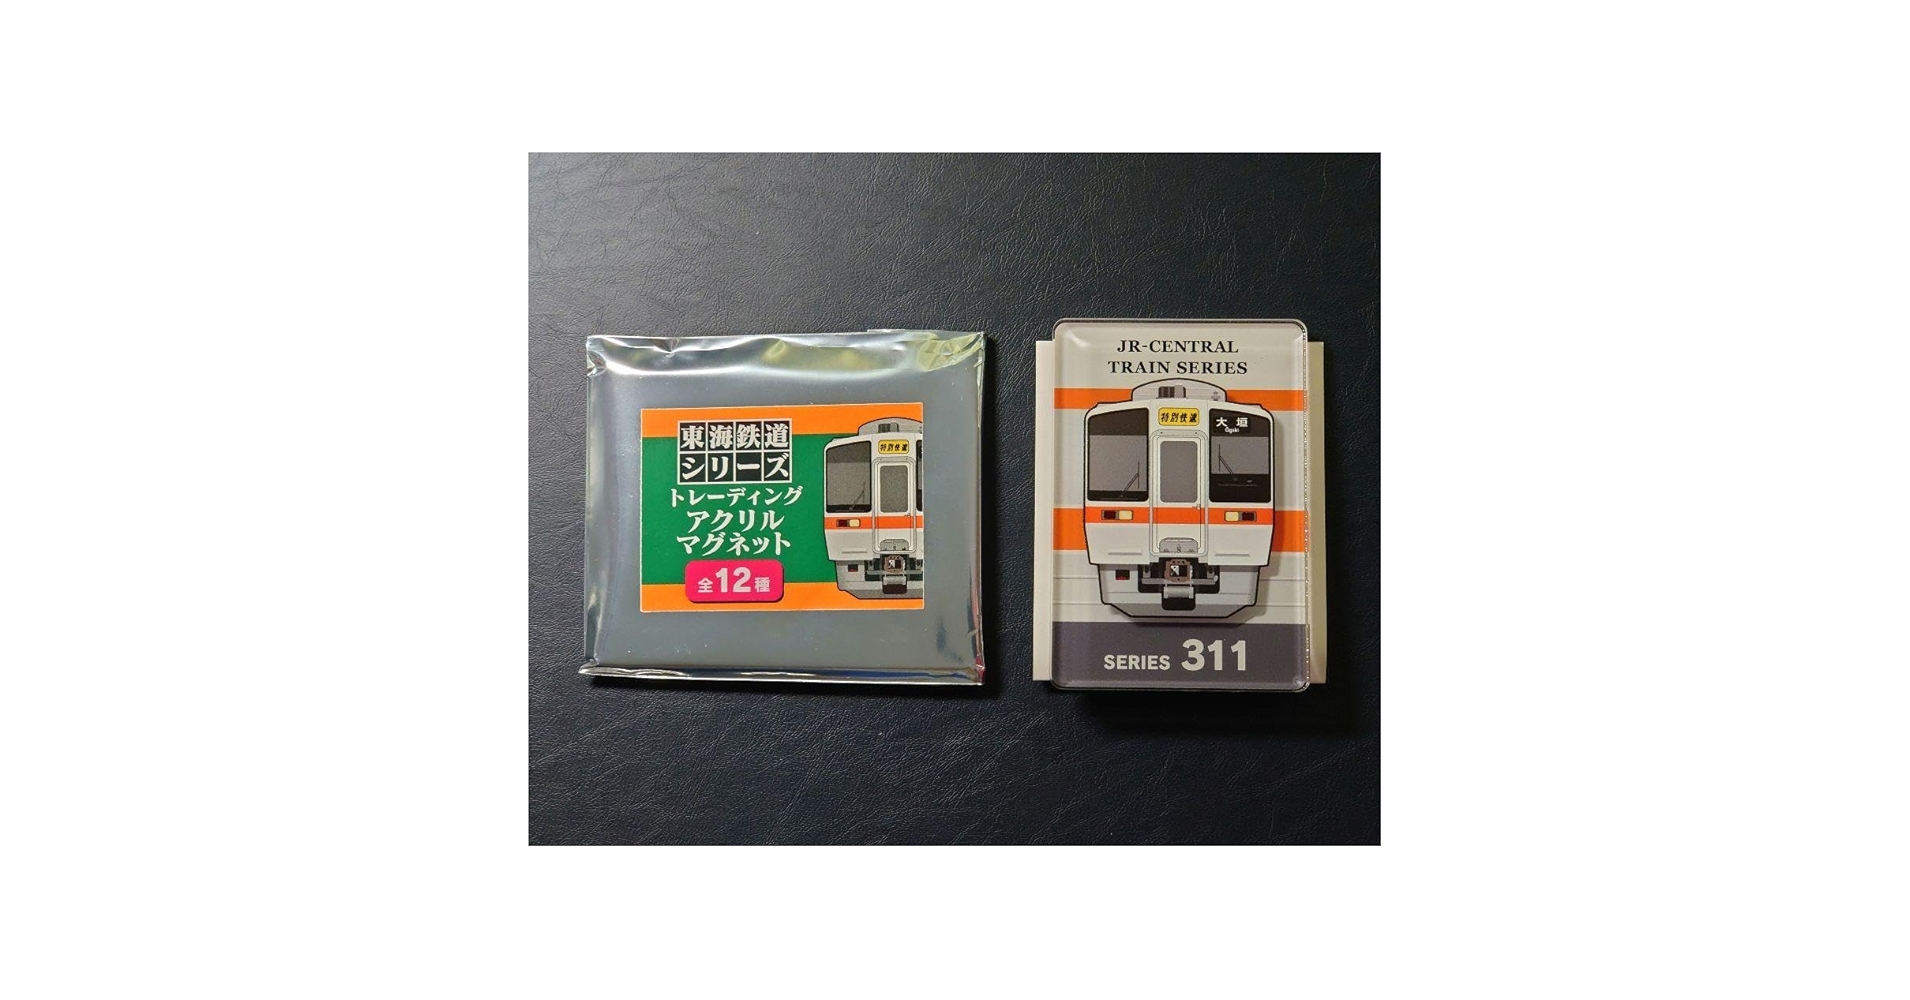 東海鉄道
シリーズ
トレーディング
アクリル
マグネット
全12種
特別快速
JR-CENTRAL
TRAIN SERIES
特別快速
大垣
Ogaki
SERIES 311